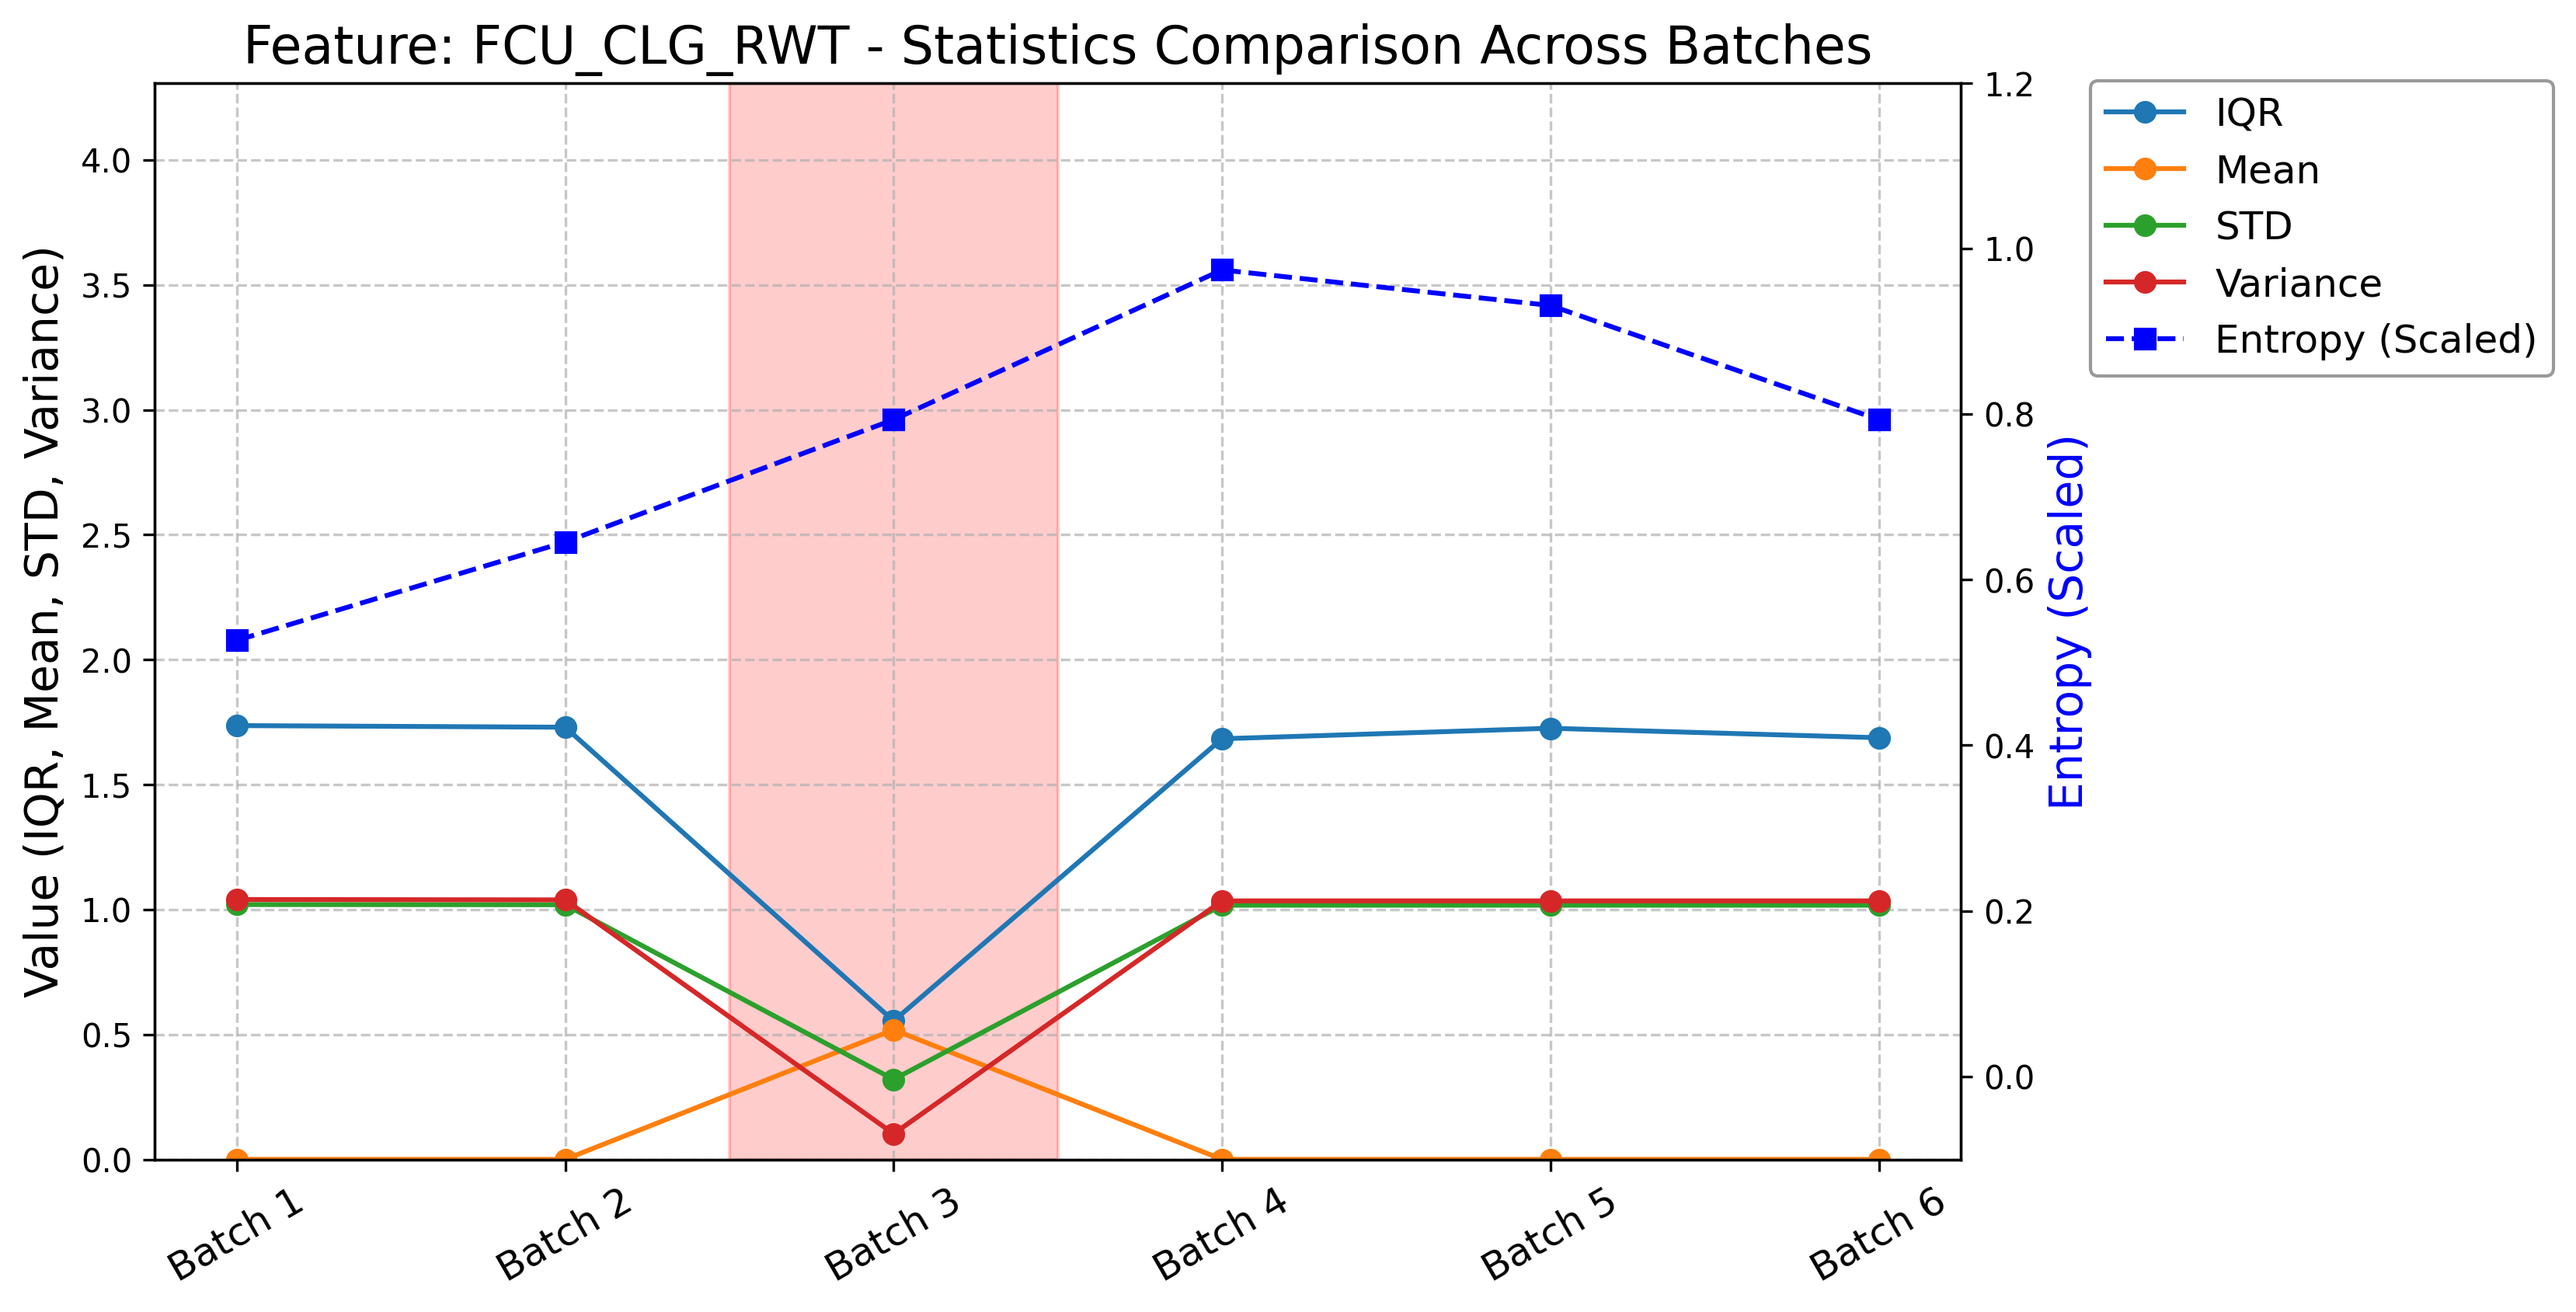 Feature: FCU_CLG_RWT - Statistics Comparison Across Batches
Value (IQR, Mean, STD, Variance)
4.0
3.5
3.0
2.5
2.0
1.5
1.0
0.5
0.0
Batch 1
Batch 2
Batch 3
Batch 4
Batch 5
Batch 6
1.2
1.0
0.8
0.6
0.4
0.2
0.0
Entropy (Scaled)
IQR
Mean
STD
Variance
Entropy (Scaled)